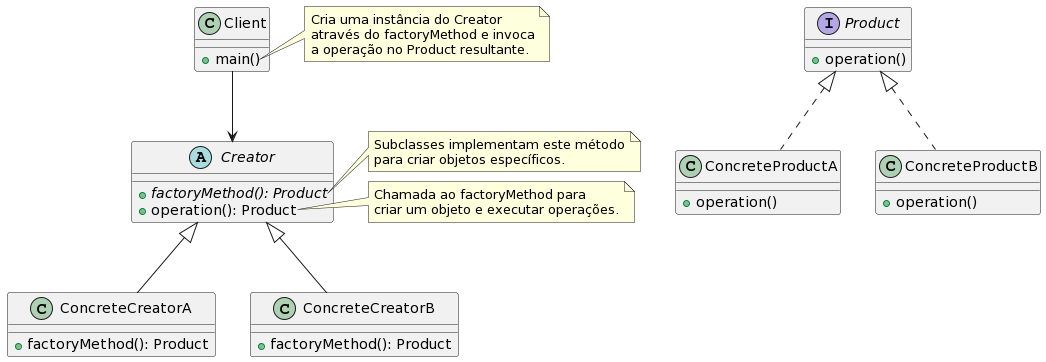 C Client
+ main()
Cria uma instância do Creator
através do factoryMethod e invoca
a operação no Product resultante.
I Product
+ operation()
A Creator
+ factoryMethod(): Product
+ operation(): Product
Subclasses implementam este método
para criar objetos específicos.
Chamada ao factoryMethod para
criar um objeto e executar operações.
C ConcreteProductA
+ operation()
C ConcreteProductB
+ operation()
C ConcreteCreatorA
+ factoryMethod(): Product
C ConcreteCreatorB
+ factoryMethod(): Product